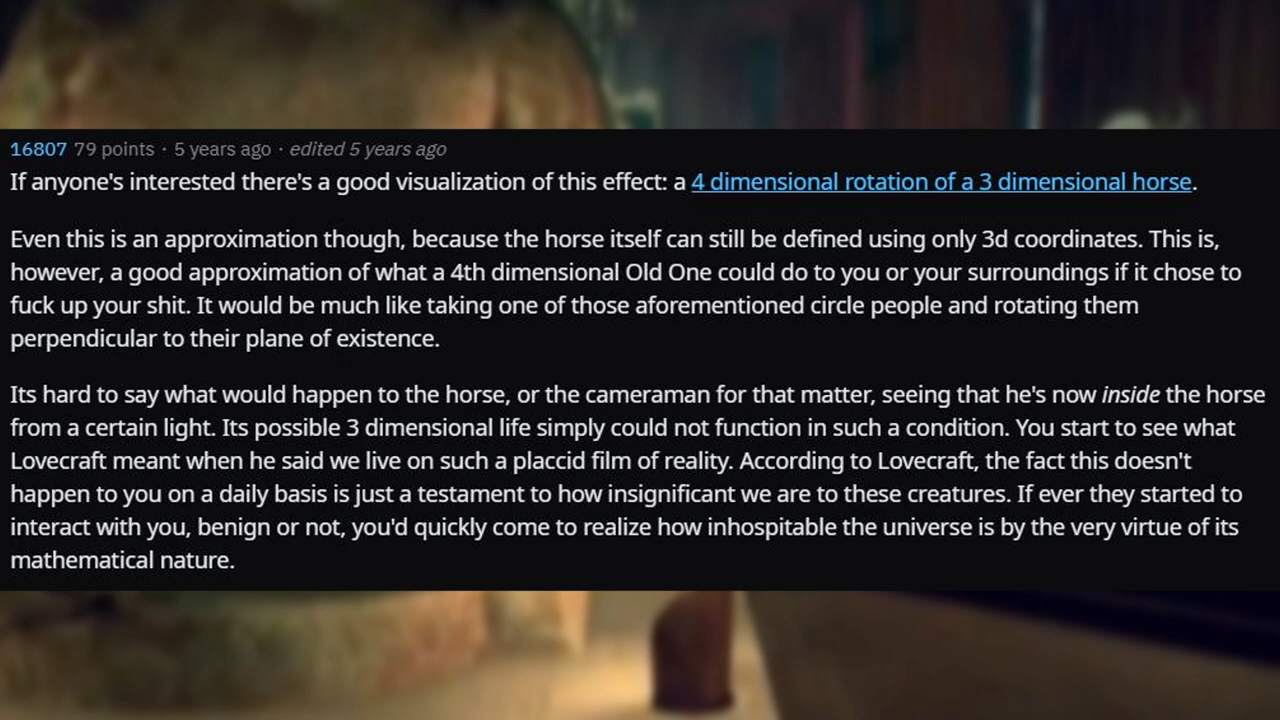 16807 79 points · 5 years ago · edited 5 years ago
If anyone's interested there's a good visualization of this effect: a 4 dimensional rotation of a 3 dimensional horse.
Even this is an approximation though, because the horse itself can still be defined using only 3d coordinates. This is,
however, a good approximation of what a 4th dimensional Old One could do to you or your surroundings if it chose to
fuck up your shit. It would be much like taking one of those aforementioned circle people and rotating them
perpendicular to their plane of existence.
Its hard to say what would happen to the horse, or the cameraman for that matter, seeing that he's now inside the horse
from a certain light. Its possible 3 dimensional life simply could not function in such a condition. You start to see what
Lovecraft meant when he said we live on such a placcid film of reality. According to Lovecraft, the fact this doesn't
happen to you on a daily basis is just a testament to how insignificant we are to these creatures. If ever they started to
interact with you, benign or not, you'd quickly come to realize how inhospitable the universe is by the very virtue of its
mathematical nature.